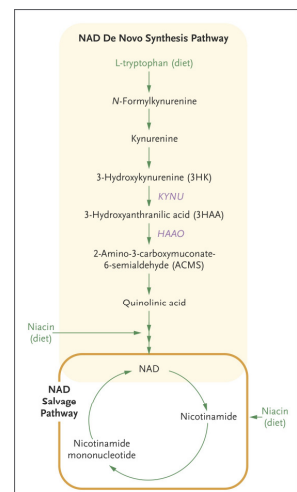 NAD De Novo Synthesis Pathway
L-tryptophan (diet)
N-Formylkynurenine
Kynurenine
3-Hydroxykynurenine (3HK)
KYNU
3-Hydroxyanthranilic acid (3HAA)
HAAO
2-Amino-3-carboxymuconate-
6-semialdehyde (ACMS)
Quinolinic acid
Niacin
(diet)
NAD
NAD
Salvage
Pathway
Nicotinamide
Niacin
(diet)
Nicotinamide
mononucleotide